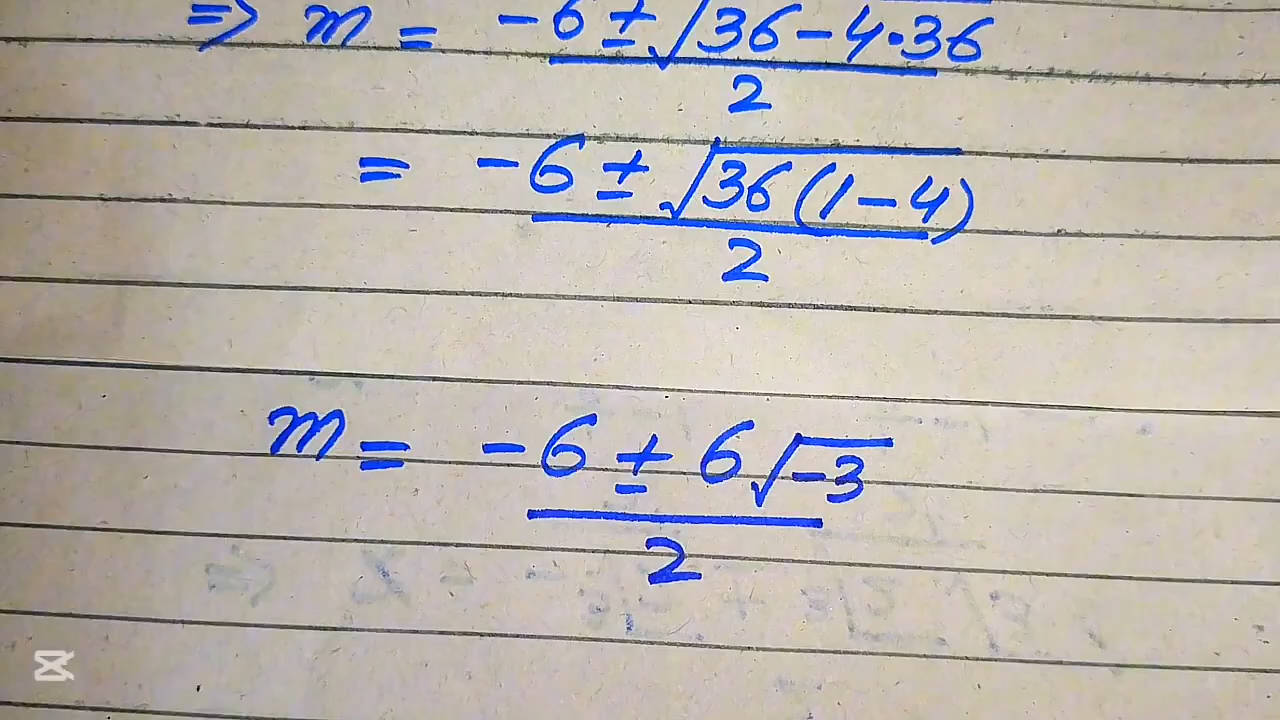 ⇒ m = -6 ± √36-4·36
2
= -6 ± √36(1-4)
2
m = -6 ± 6√-3
2